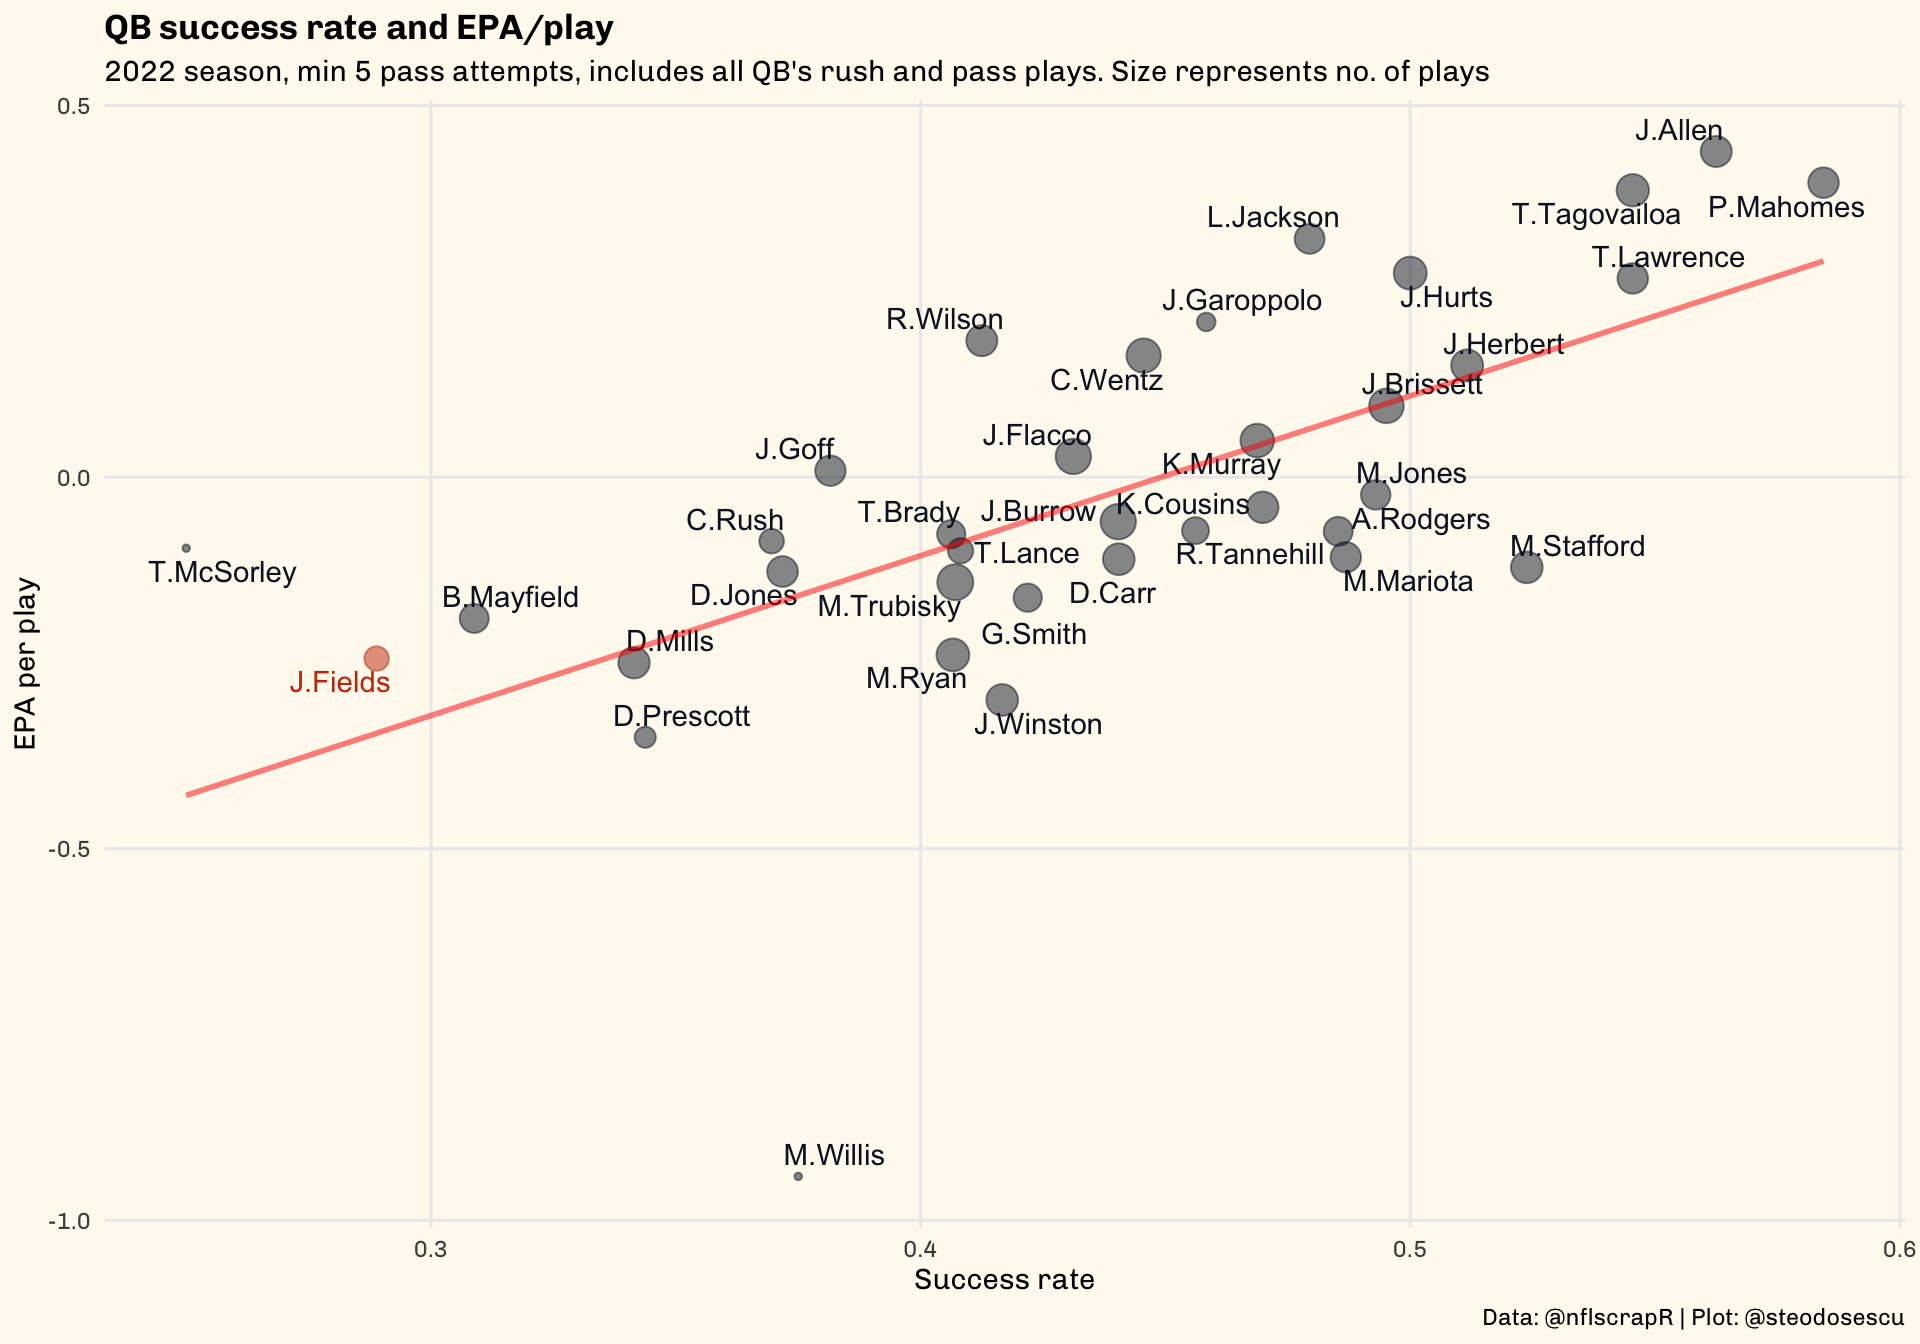 QB success rate and EPA/play
2022 season, min 5 pass attempts, includes all QB's rush and pass plays. Size represents no. of plays
0.5
J.Allen
P.Mahomes
T.Tagovailoa
L.Jackson
T.Lawrence
J.Hurts
J.Garoppolo
R.Wilson
J.Herbert
C.Wentz
J.Brissett
J.Flacco
J.Goff
K.Murray
0.0
M.Jones
K.Cousins
J.Burrow
T.Brady
A.Rodgers
C.Rush
M.Stafford
T.Lance
R.Tannehill
T.McSorley
M.Mariota
D.Carr
D.Jones
B.Mayfield
M.Trubisky
G.Smith
D.Mills
M.Ryan
J.Fields
D.Prescott
J.Winston
EPA per play
-0.5
M.Willis
-1.0
0.3
0.4
0.5
0.6
Success rate
Data: @nflscrapR | Plot: @steodosescu